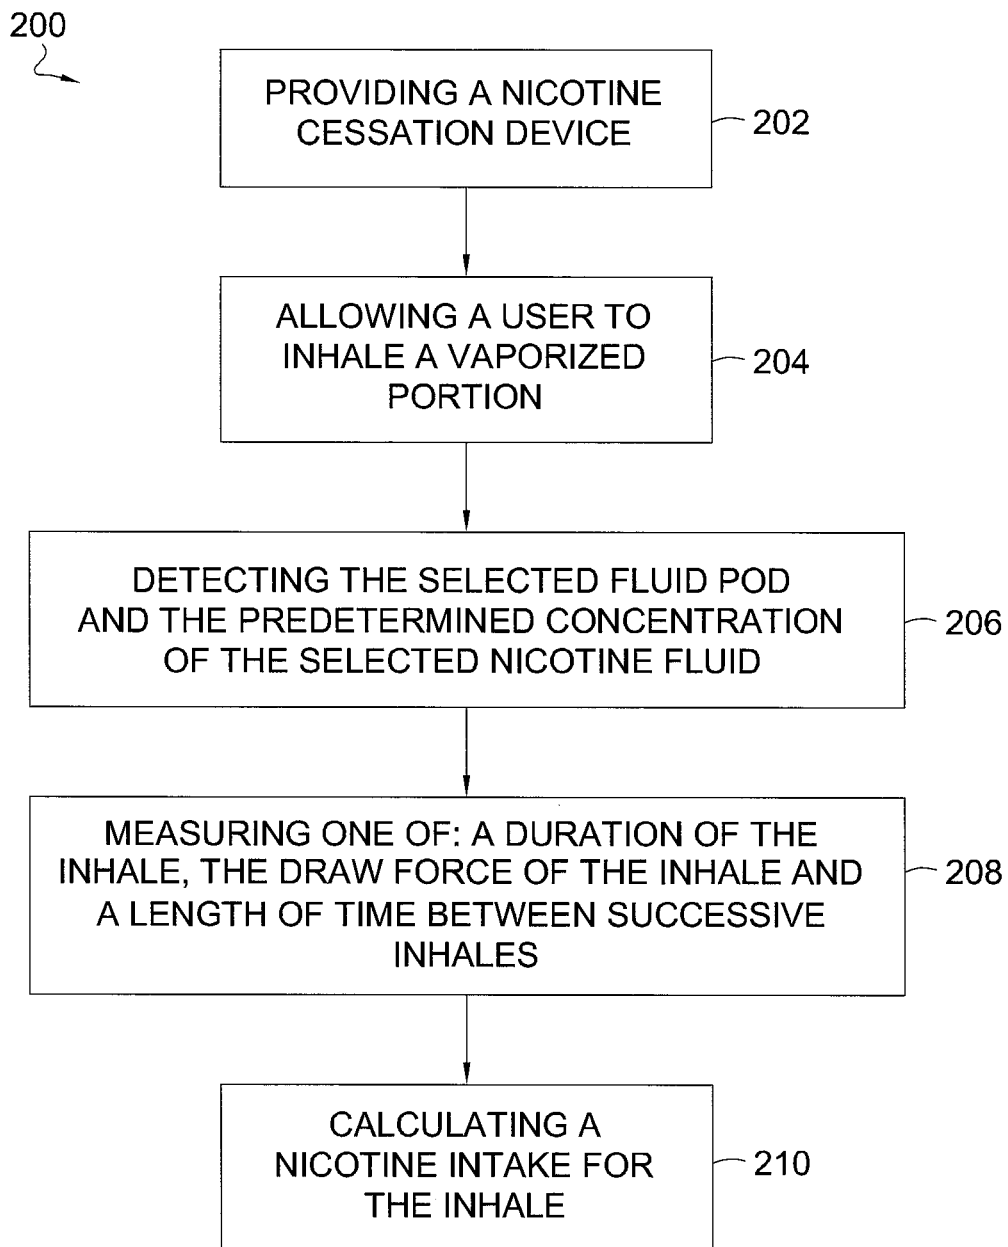 200
PROVIDING A NICOTINE
CESSATION DEVICE
202
ALLOWING A USER TO
INHALE A VAPORIZED
PORTION
204
DETECTING THE SELECTED FLUID POD
AND THE PREDETERMINED CONCENTRATION
OF THE SELECTED NICOTINE FLUID
206
MEASURING ONE OF: A DURATION OF THE
INHALE, THE DRAW FORCE OF THE INHALE AND
A LENGTH OF TIME BETWEEN SUCCESSIVE
INHALES
208
CALCULATING A
NICOTINE INTAKE FOR
THE INHALE
210